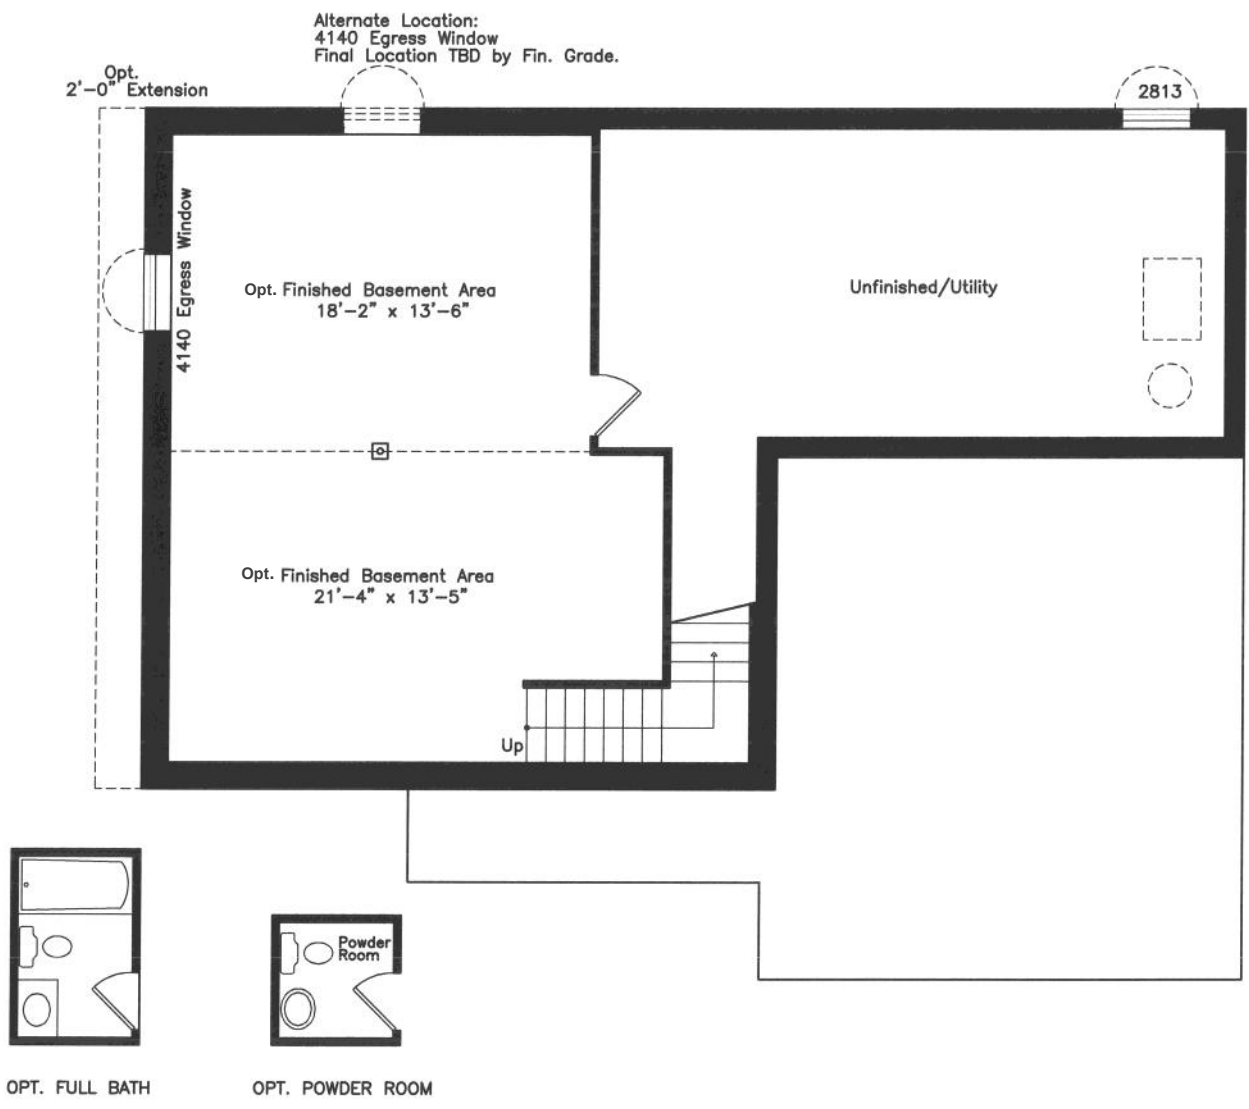 Alternate Location:
4140 Egress Window
Final Location TBD by Fin. Grade.
Opt.
2'-0" Extension
2813
4140 Egress Window
Opt. Finished Basement Area
18'-2" x 13'-6"
Unfinished/Utility
Opt. Finished Basement Area
21'-4" x 13'-5"
Up
Powder
Room
OPT. FULL BATH
OPT. POWDER ROOM